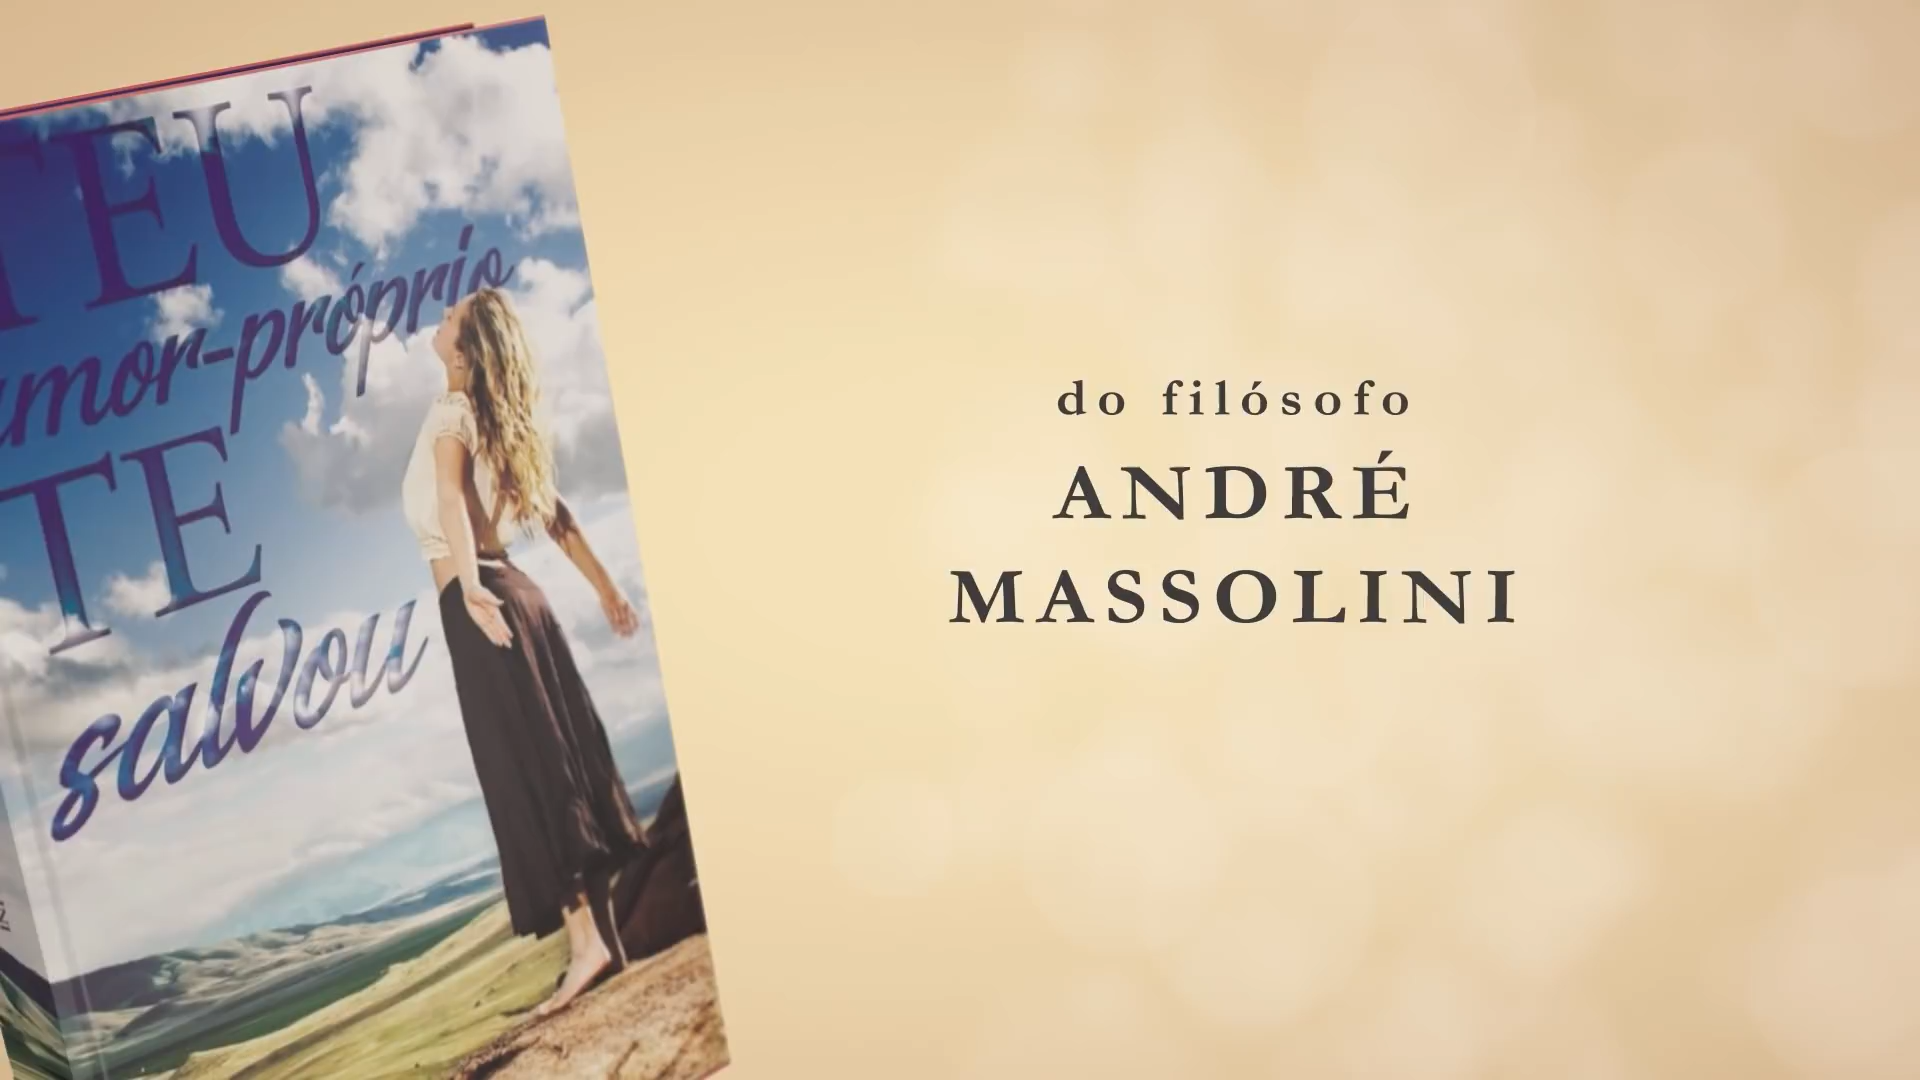 TEU
amor-próprio
TE
salvou
do filósofo
ANDRÉ
MASSOLINI